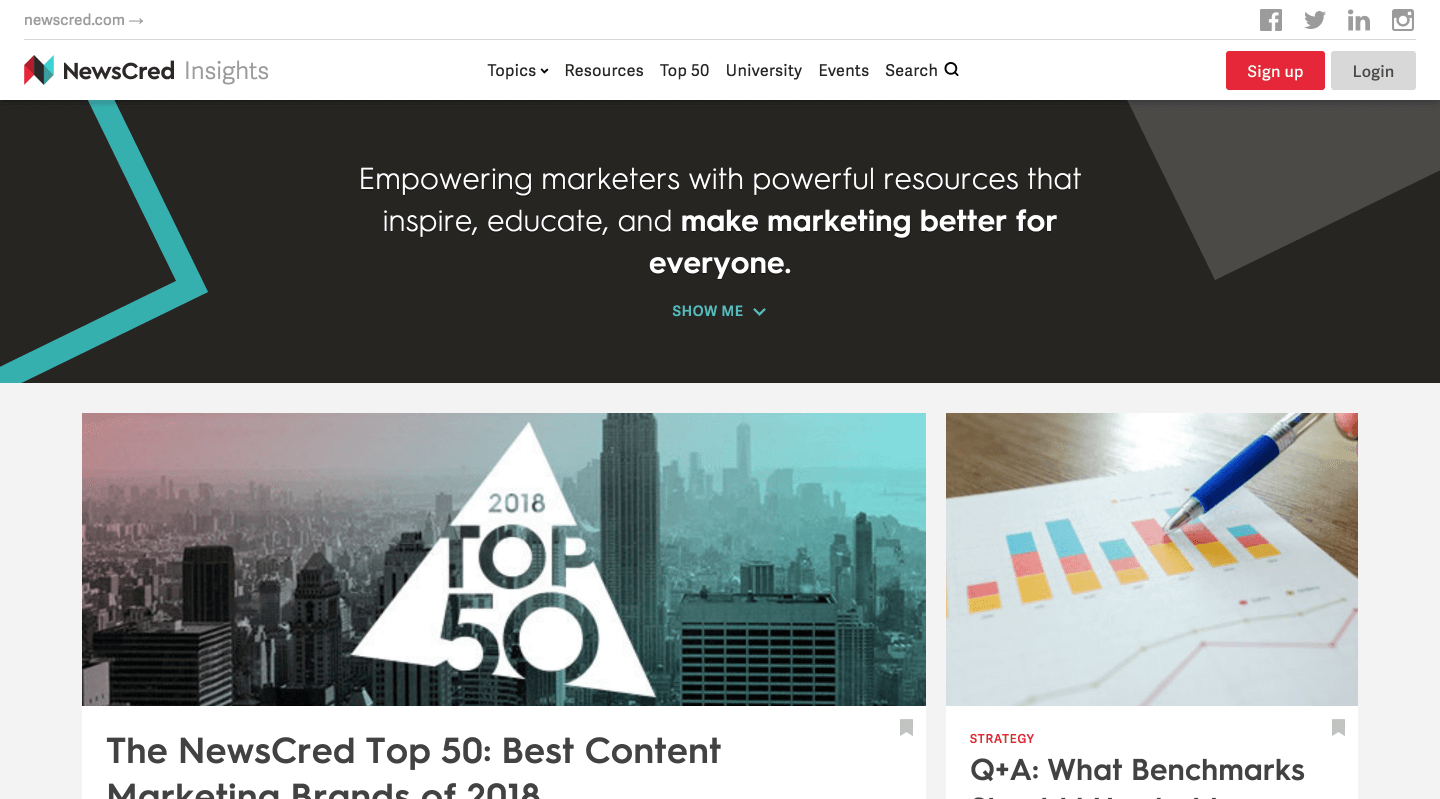 newscred.com →
NewsCred Insights
Topics
Resources
Top 50
University
Events
Search
Sign up
Login
Empowering marketers with powerful resources that
inspire, educate, and make marketing better for
everyone.
SHOW ME
2018
TOP
50
The NewsCred Top 50: Best Content
Marketing Brands of 2018
STRATEGY
Q+A: What Benchmarks